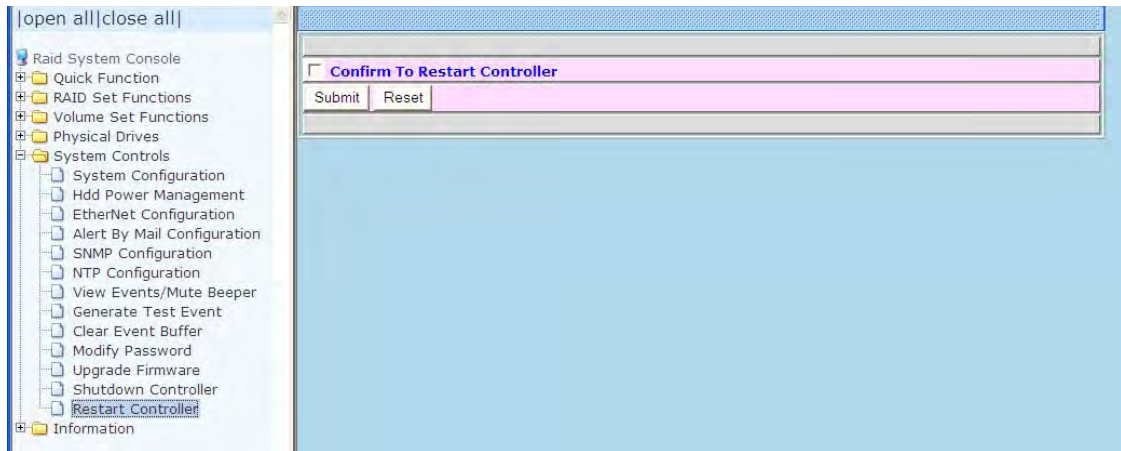 |open all|close all|
Raid System Console
Quick Function
RAID Set Functions
Volume Set Functions
Physical Drives
System Controls
System Configuration
Hdd Power Management
EtherNet Configuration
Alert By Mail Configuration
SNMP Configuration
NTP Configuration
View Events/Mute Beeper
Generate Test Event
Clear Event Buffer
Modify Password
Upgrade Firmware
Shutdown Controller
Restart Controller
Information
Confirm To Restart Controller
Submit Reset